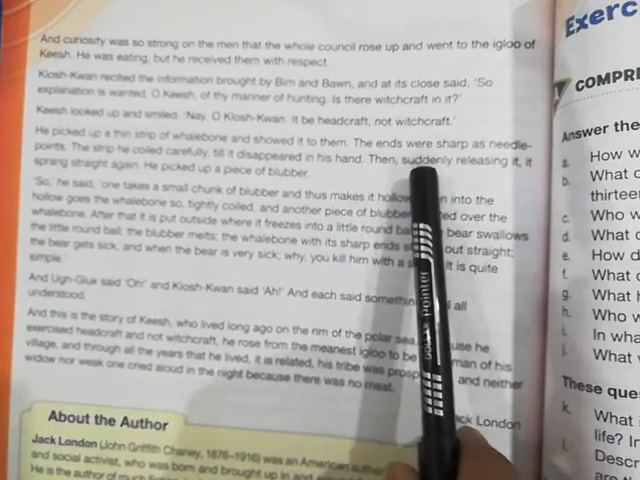 And curiosity was so strong on the men that the whole council rose up and went to the igloo of
Keesh. He was eating, but he received them with respect.
Klosh-Kwan recited the information brought by Bim and Bawn, and at its close said, 'So
explanation is wanted, O Keesh, of thy manner of hunting. Is there witchcraft in it?'
Keesh looked up and smiled. 'Nay, O Klosh-Kwan. It be headcraft, not witchcraft.'
He picked up a thin strip of whalebone and showed it to them. The ends were sharp as needle-
points. The strip he coiled carefully, till it disappeared in his hand. Then, suddenly releasing it, it
sprang straight again. He picked up a piece of blubber.
'So,' he said, 'one takes a small chunk of blubber and thus makes it hollow into the
hollow goes the whalebone so, tightly coiled, and another piece of blubber over the
whalebone. After that it is put outside where it freezes into a little round bear swallows
the little round ball; the blubber melts; the whalebone with its sharp ends out straight;
the bear gets sick, and when the bear is very sick; why, you kill him with a It is quite
simple.'
And Ugh-Gluk said 'Oh!' and Klosh-Kwan said 'Ah!' And each said all
understood.
And this is the story of Keesh, who lived long ago on the rim of the polar sea. he
exercised headcraft and not witchcraft, he rose from the meanest igloo to be man of his
village, and through all the years that he lived, it is related, his tribe was and neither
widow nor weak one cried aloud in the night because there was no meat.
London
About the Author
Jack London (John Griffith Chaney, 1876–1916) was an American
and social activist, who was born and brought up in
He is the author of
pointer
Exerc
COMPR
Answer the
a. How w
b. What
thirteen
c. Who w
d. What
e. How d
f. What
g. What
h. Who w
i. In wha
j. What
These que
k. What
life? I
l. Descr